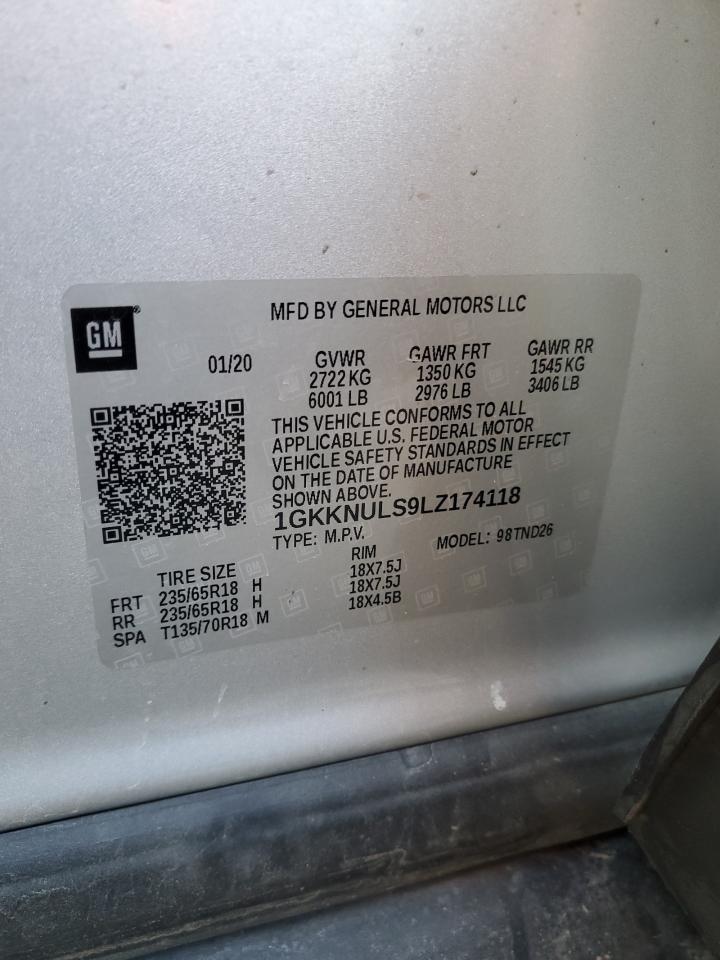 GM
MFD BY GENERAL MOTORS LLC
01/20 GVWR GAWR FRT GAWR RR
2722 KG 1350 KG 1545 KG
6001 LB 2976 LB 3406 LB
THIS VEHICLE CONFORMS TO ALL
APPLICABLE U.S. FEDERAL MOTOR
VEHICLE SAFETY STANDARDS IN EFFECT
ON THE DATE OF MANUFACTURE
SHOWN ABOVE.
1GKKNULS9LZ174118
TYPE: M.P.V. MODEL: 98TND26
TIRE SIZE RIM
FRT 235/65R18 H 18X7.5J
RR 235/65R18 H 18X7.5J
SPA T135/70R18 M 18X4.5B